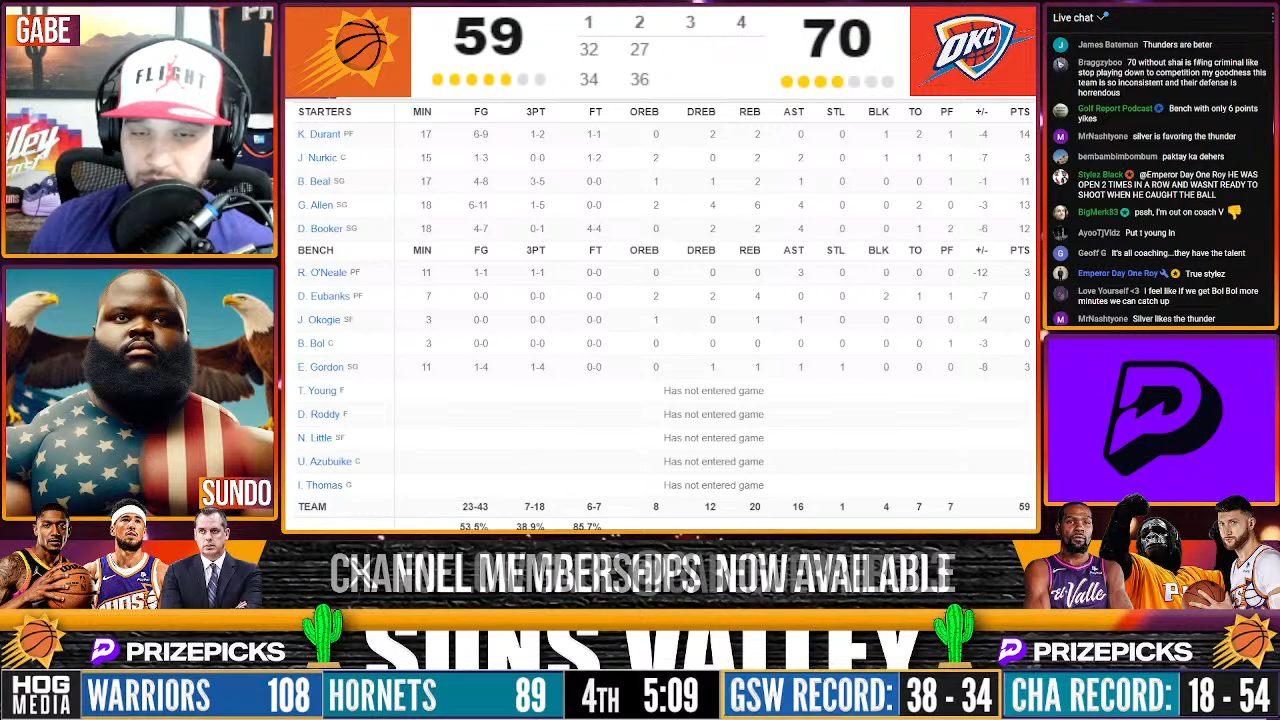 GABE
59
1 2 3 4
32 27
34 36
70
OKC
STARTERS MIN FG 3PT FT OREB DREB REB AST STL BLK TO PF +/- PTS
K. Durant PF 17 6-9 1-2 1-1 0 2 2 0 0 1 2 1 -4 14
J. Nurkic C 15 1-3 0-0 1-2 2 0 2 2 0 1 1 1 -7 3
B. Beal SG 17 4-8 3-5 0-0 1 1 2 1 0 0 0 1 -1 11
G. Allen SG 18 6-11 1-5 0-0 2 4 6 4 0 0 2 0 -3 13
D. Booker SG 18 4-7 0-1 4-4 0 2 2 4 0 0 1 2 -6 12
BENCH MIN FG 3PT FT OREB DREB REB AST STL BLK TO PF +/- PTS
R. O'Neale PF 11 1-1 1-1 0-0 0 0 0 3 0 0 0 0 -12 3
D. Eubanks PF 7 0-0 0-0 0-0 2 2 4 0 0 2 1 1 -7 0
J. Okogie SF 3 0-0 0-0 0-0 1 0 1 1 0 0 0 0 -4 0
B. Bol C 3 0-0 0-0 0-0 0 0 0 0 0 0 0 1 -3 0
E. Gordon SG 11 1-4 1-4 0-0 0 1 1 1 1 0 0 0 -8 3
T. Young F Has not entered game
D. Roddy F Has not entered game
N. Little SF Has not entered game
U. Azubuike C Has not entered game
I. Thomas G Has not entered game
TEAM 23-43 7-18 6-7 8 12 20 16 1 4 7 7 59
53.5% 38.9% 85.7%
Live chat
James Bateman Thundars are beter
Braggzyboo 70 without shai is f#ing criminal like
stop playing down to competition my goodness this
team is so inconsistent and their defense is
horrendous
Golf Report Podcast Bench with only 6 points
yikes
MrNashtyone silver is favoring the thunder
bembambimbombum paktay ka dehers
Stylez Black @Emperor Day One Roy HE WAS
OPEN 2 TIMES IN A ROW AND WASNT READY TO
SHOOT WHEN HE CAUGHT THE BALL
BigMerk83 pssh, I'm out on coach V
AyooTjVidz Put t young in
Geoff G It's all coaching...they have the talent
Emperor Day One Roy True stylez
Love Yourself <3 I feel like if we get Bol Bol more
minutes we can catch up
MrNashtyone Silver likes the thunder
SUNDO
CHANNEL MEMBERSHIPS NOW AVAILABLE
PRIZEPICKS
SUNS VALLEY
PRIZEPICKS
HOG
MEDIA
WARRIORS 108 HORNETS 89 4TH 5:09 GSW RECORD: 38 - 34 CHA RECORD: 18 - 54